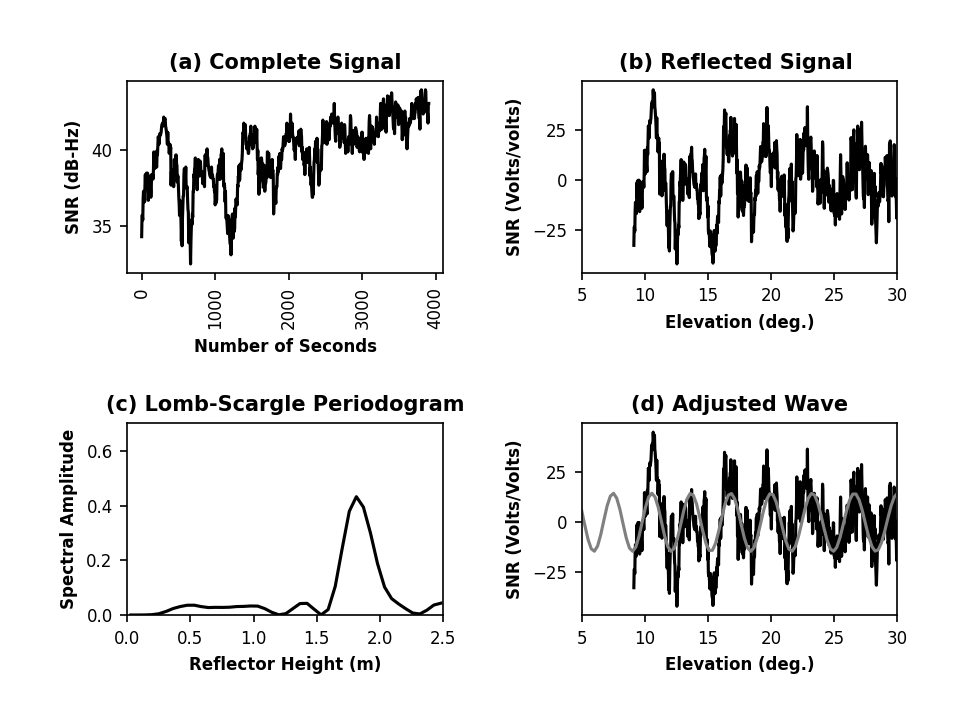 (a) Complete Signal
SNR (dB-Hz)
40
35
0
1000
2000
3000
4000
Number of Seconds
(b) Reflected Signal
SNR (Volts/volts)
25
0
−25
5
10
15
20
25
30
Elevation (deg.)
(c) Lomb-Scargle Periodogram
Spectral Amplitude
0.6
0.4
0.2
0.0
0.0
0.5
1.0
1.5
2.0
2.5
Reflector Height (m)
(d) Adjusted Wave
SNR (Volts/Volts)
25
0
−25
5
10
15
20
25
30
Elevation (deg.)